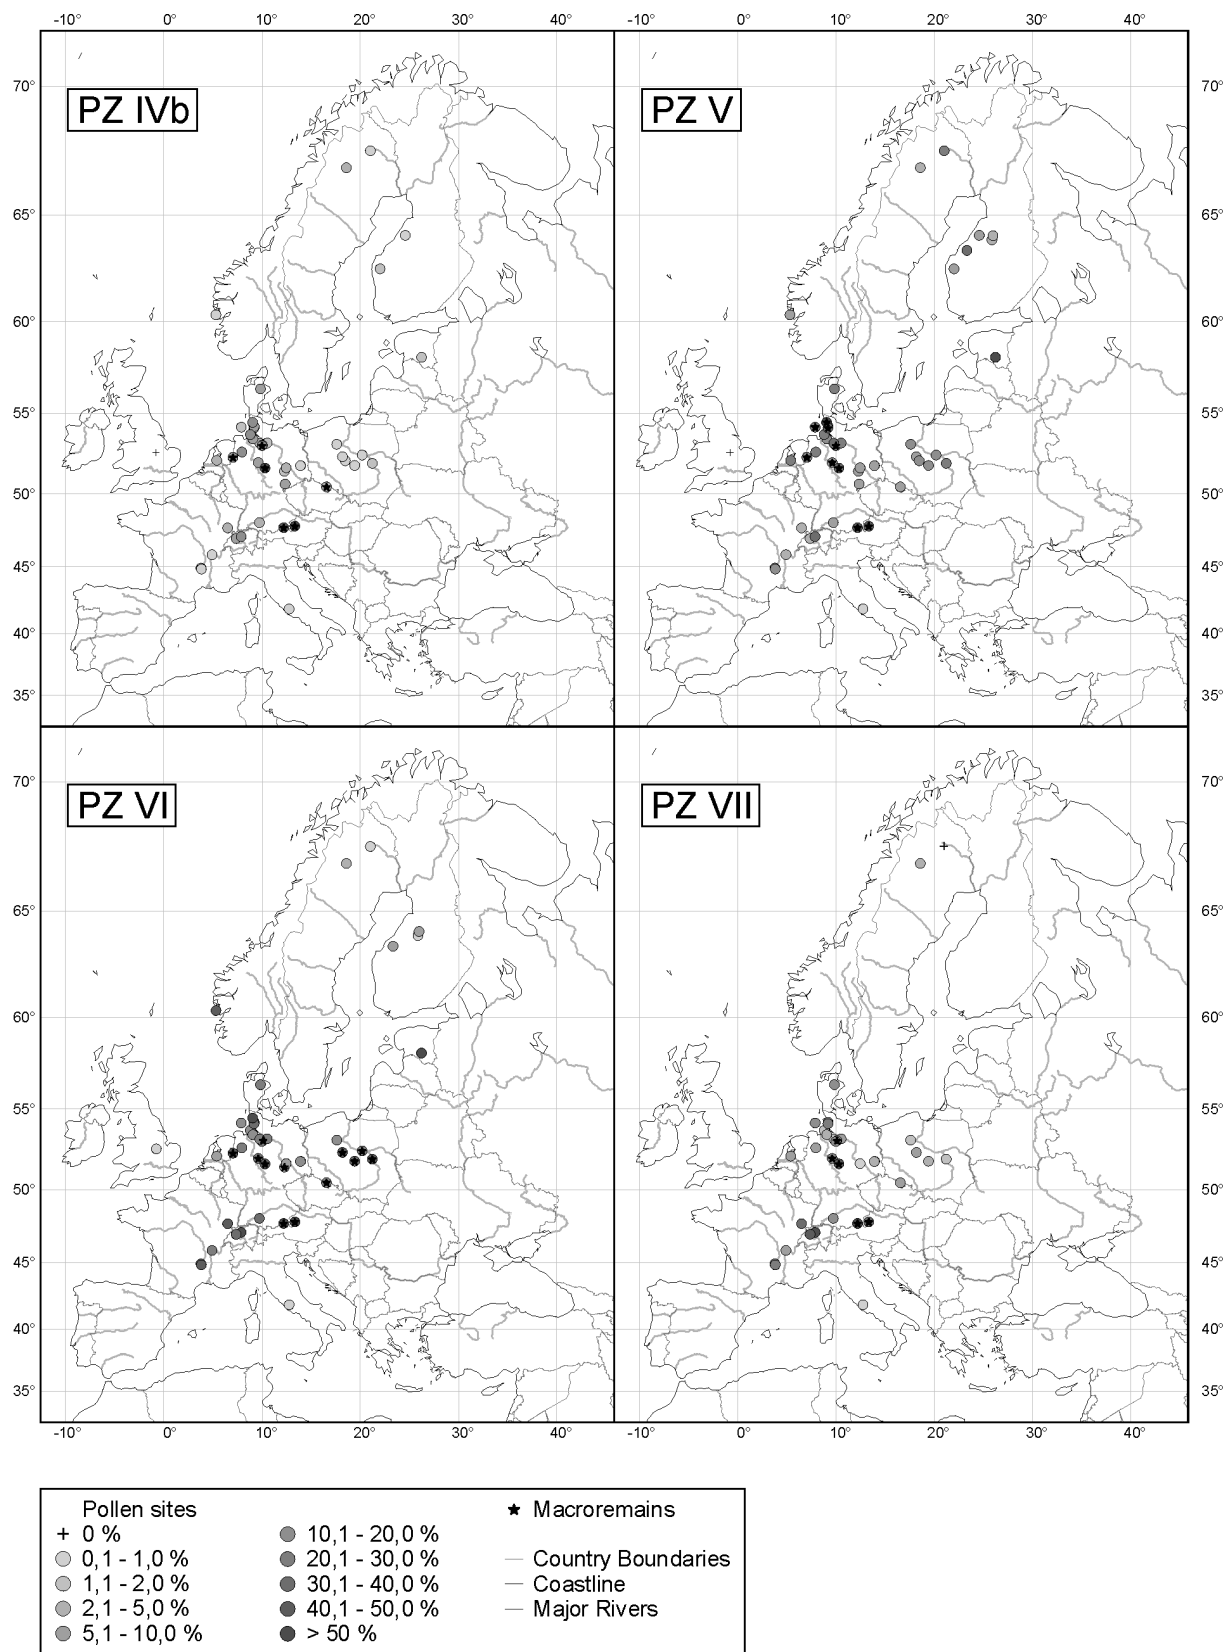 -10° 0° 10° 20° 30° 40° -10° 0° 10° 20° 30° 40°
70° PZ IVb PZ V 70°
65° 65°
60° 60°
55° 55°
50° 50°
45° 45°
40° 40°
35° 35°
70° PZ VI PZ VII 70°
65° 65°
60° 60°
55° 55°
50° 50°
45° 45°
40° 40°
35° 35°
-10° 0° 10° 20° 30° 40° -10° 0° 10° 20° 30° 40°
Pollen sites Macroremains
0 % 10,1 - 20,0 %
0,1 - 1,0 % 20,1 - 30,0 % Country Boundaries
1,1 - 2,0 % 30,1 - 40,0 % Coastline
2,1 - 5,0 % 40,1 - 50,0 % Major Rivers
5,1 - 10,0 % > 50 %